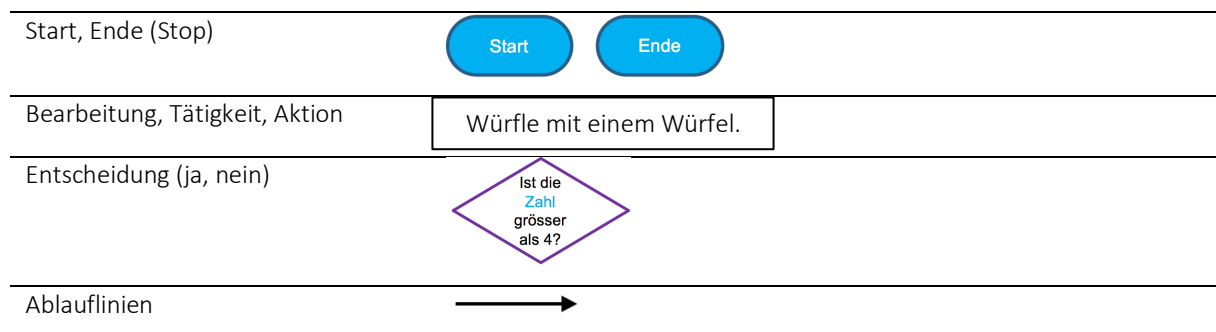 Start, Ende (Stop)
Start
Ende
Bearbeitung, Tätigkeit, Aktion
Würfle mit einem Würfel.
Entscheidung (ja, nein)
Ist die
Zahl
grösser
als 4?
Ablauflinien